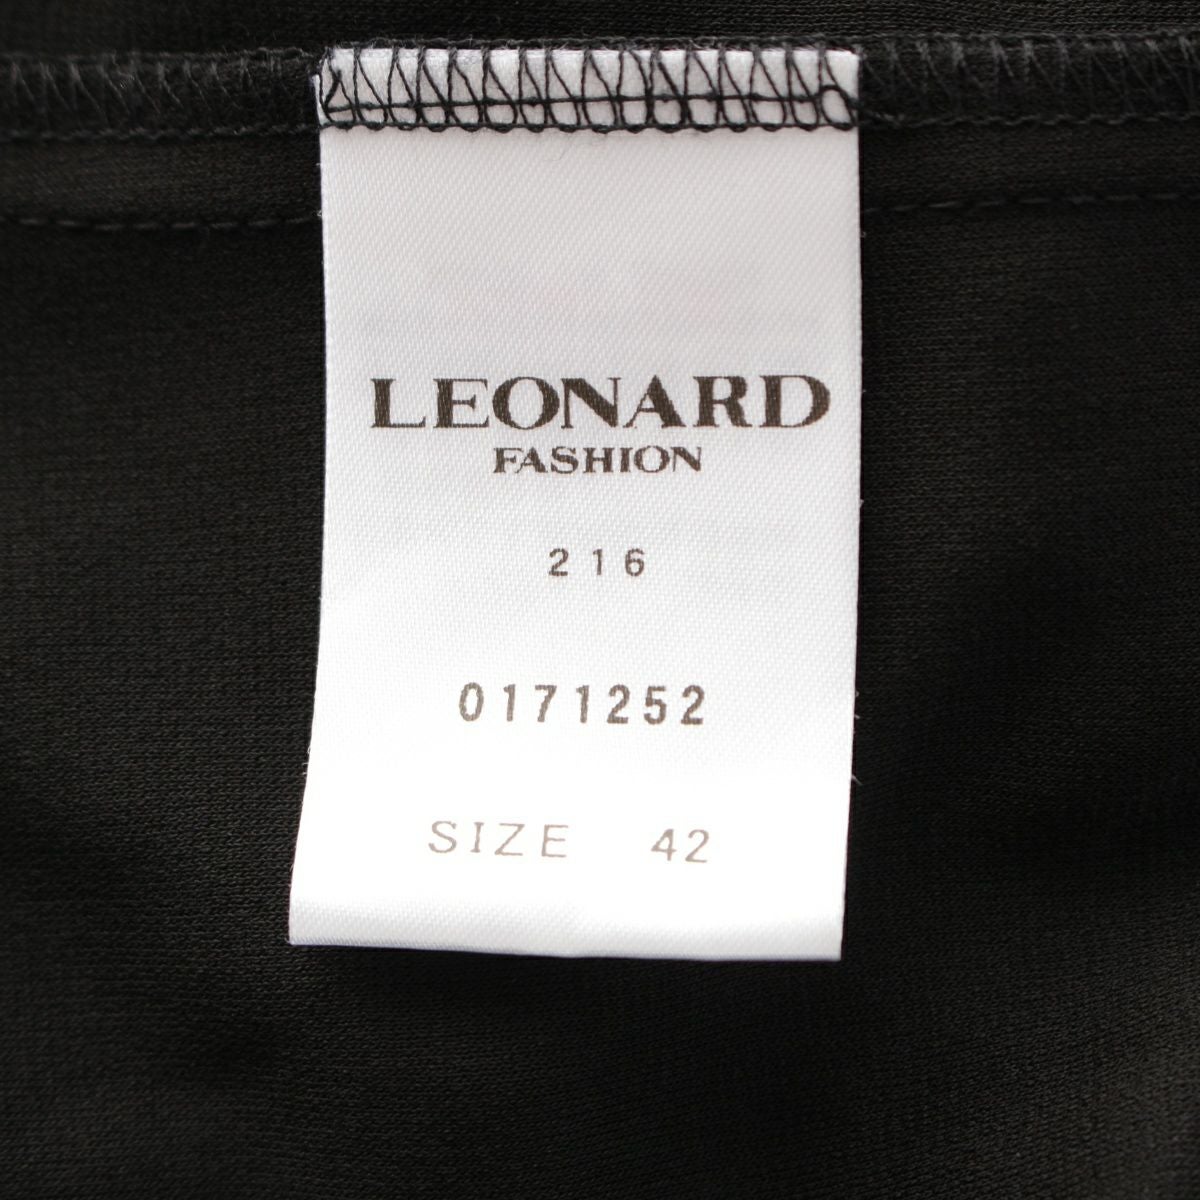 LEONARD
FASHION
216
0171252
SIZE 42